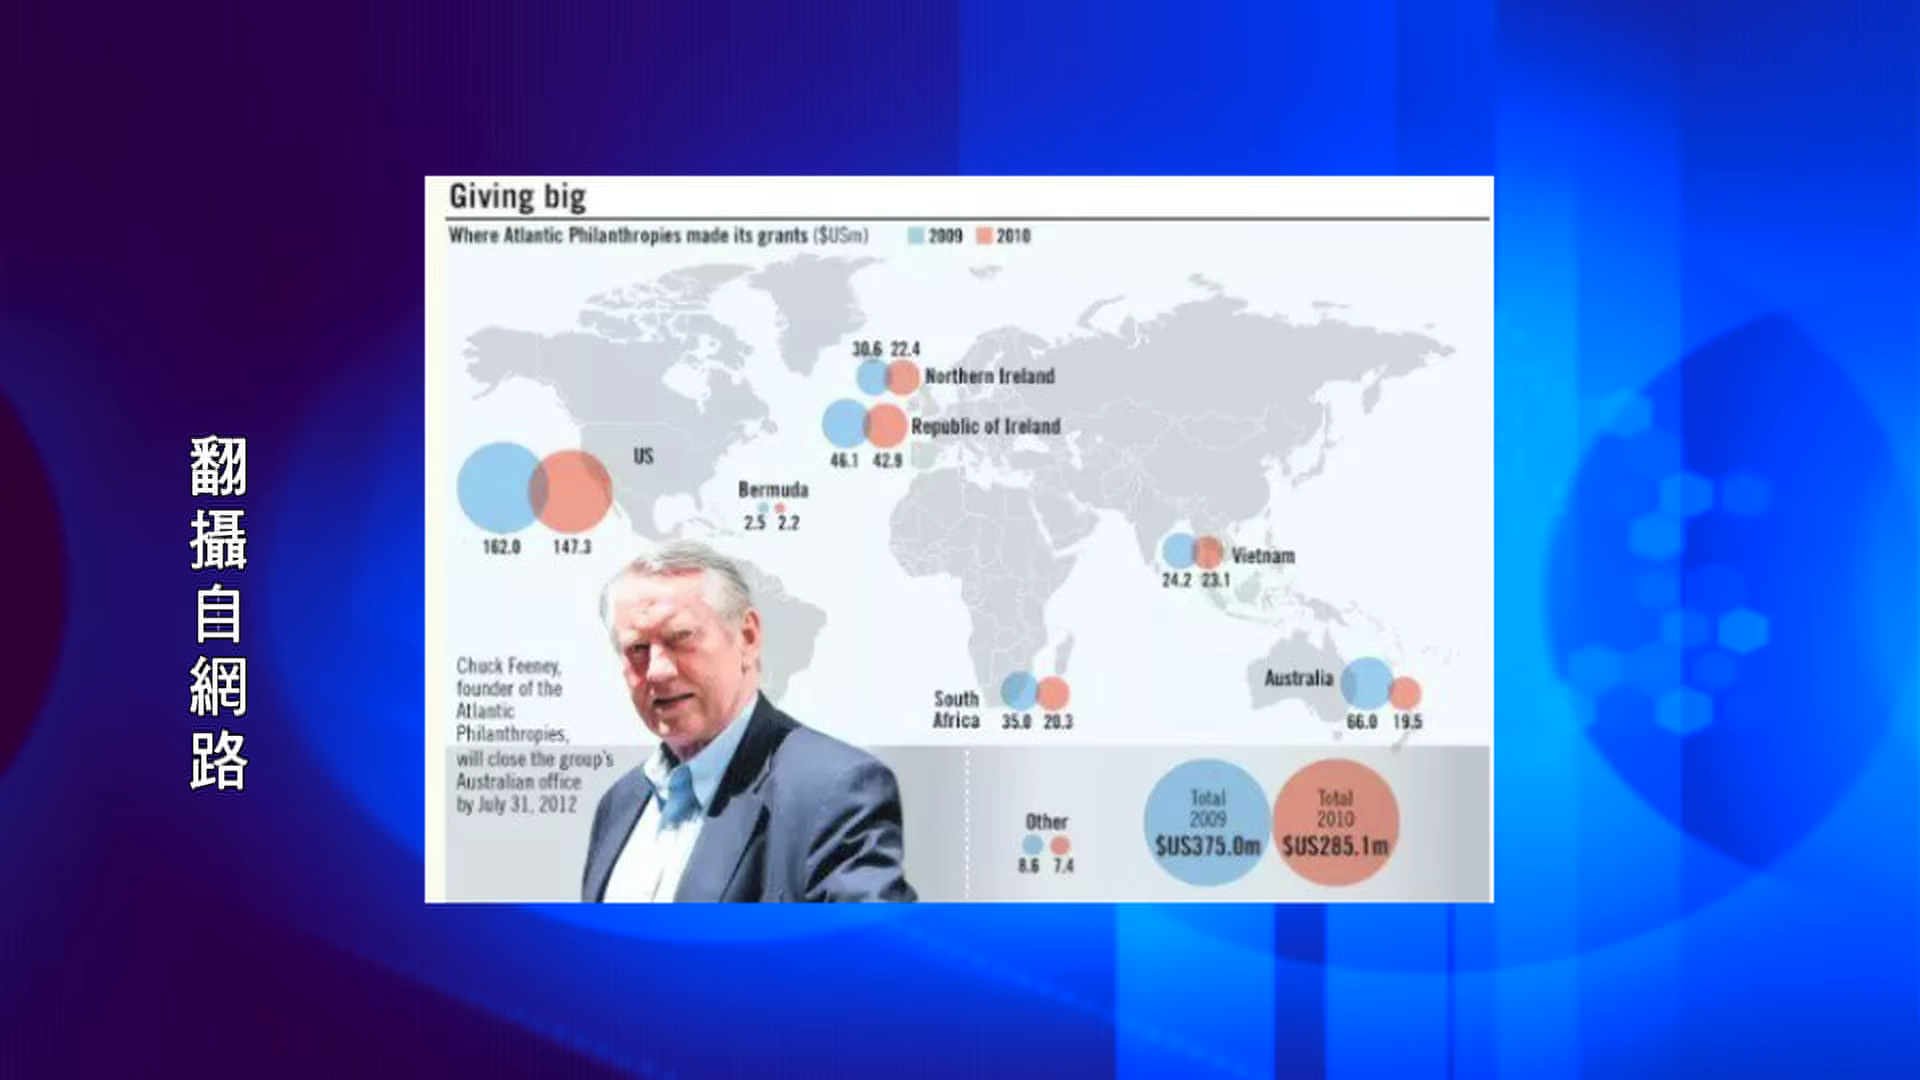 翻攝自網路
Giving big
Where Atlantic Philanthropies made its grants ($USm) 2009 2010
30.6 22.4
Northern Ireland
Republic of Ireland
46.1 42.9
US
162.0 147.3
Bermuda
2.5 2.2
Vietnam
24.2 23.1
Australia
66.0 19.5
South
Africa 35.0 20.3
Chuck Feeney,
founder of the
Atlantic
Philanthropies,
will close the group's
Australian office
by July 31, 2012
Other
8.6 7.4
Total
2009
$US375.0m
Total
2010
$US285.1m